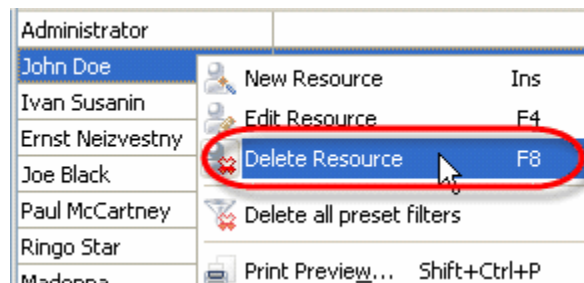 Administrator
John Doe
New Resource Ins
Ivan Susanin
Edit Resource F4
Ernst Neizvestny
Delete Resource F8
Joe Black
Paul McCartney
Delete all preset filters
Ringo Star
Print Preview... Shift+Ctrl+P
Madonna